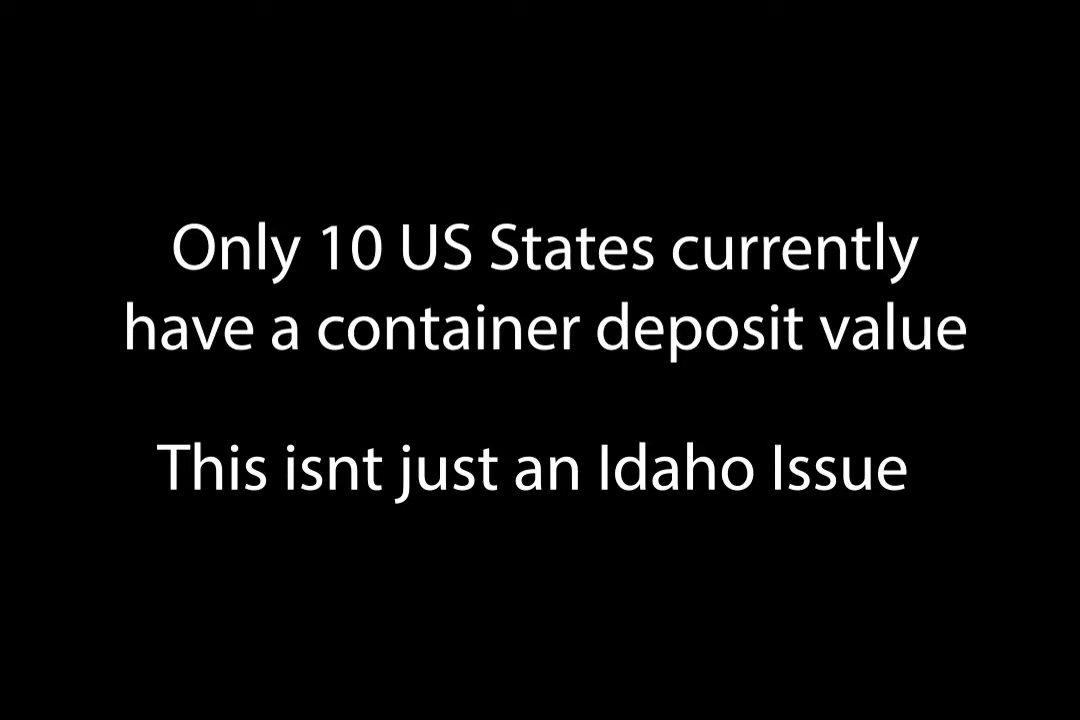 Only 10 US States currently
have a container deposit value
This isnt just an Idaho Issue